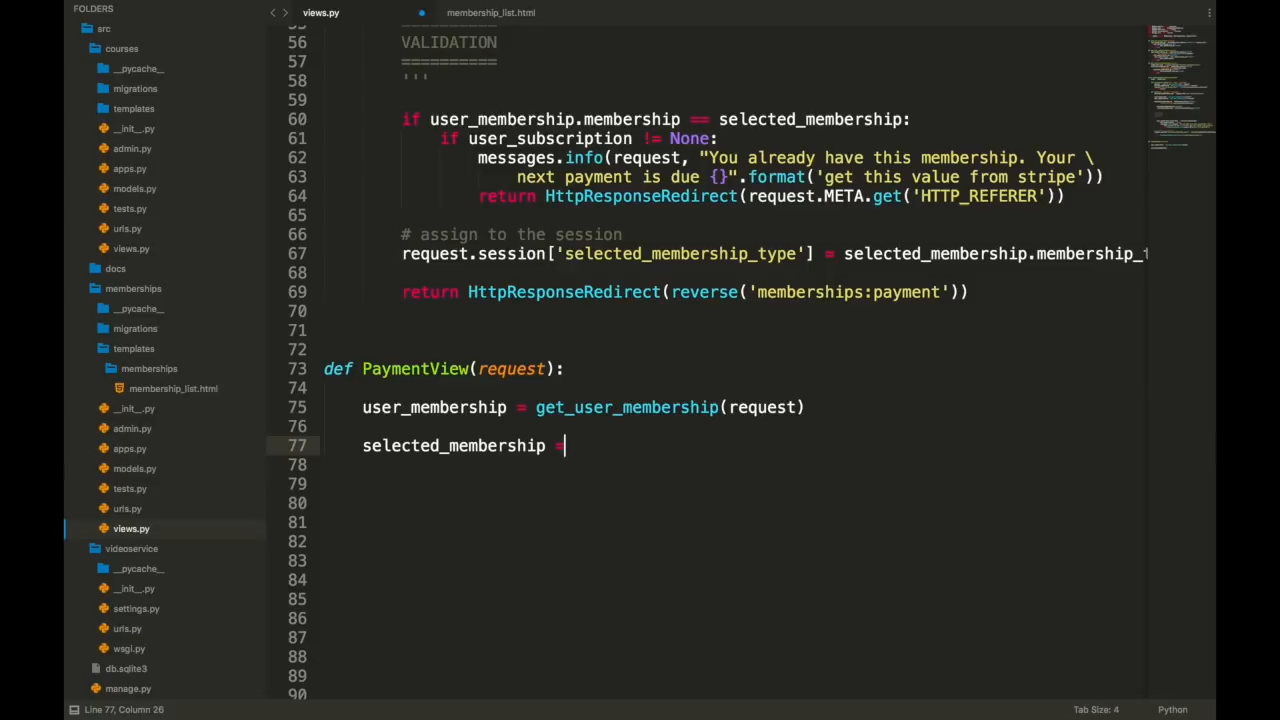 FOLDERS
src
courses
__pycache__
migrations
templates
__init__.py
admin.py
apps.py
models.py
tests.py
urls.py
views.py
docs
memberships
__pycache__
migrations
templates
memberships
membership_list.html
__init__.py
admin.py
apps.py
models.py
tests.py
urls.py
views.py
videoservice
__pycache__
__init__.py
settings.py
urls.py
wsgi.py
db.sqlite3
manage.py
views.py
membership_list.html
56 VALIDATION
57 ==========
58 '''
59
60 if user_membership.membership == selected_membership:
61 if user_subscription != None:
62 messages.info(request, "You already have this membership. Your \
63 next payment is due {}".format('get this value from stripe'))
64 return HttpResponseRedirect(request.META.get('HTTP_REFERER'))
65
66 # assign to the session
67 request.session['selected_membership_type'] = selected_membership.membership_t
68
69 return HttpResponseRedirect(reverse('memberships:payment'))
70
71
72
73 def PaymentView(request):
74
75 user_membership = get_user_membership(request)
76
77 selected_membership =
78
79
80
81
82
83
84
85
86
87
88
89
90
Line 77, Column 26
Tab Size: 4
Python